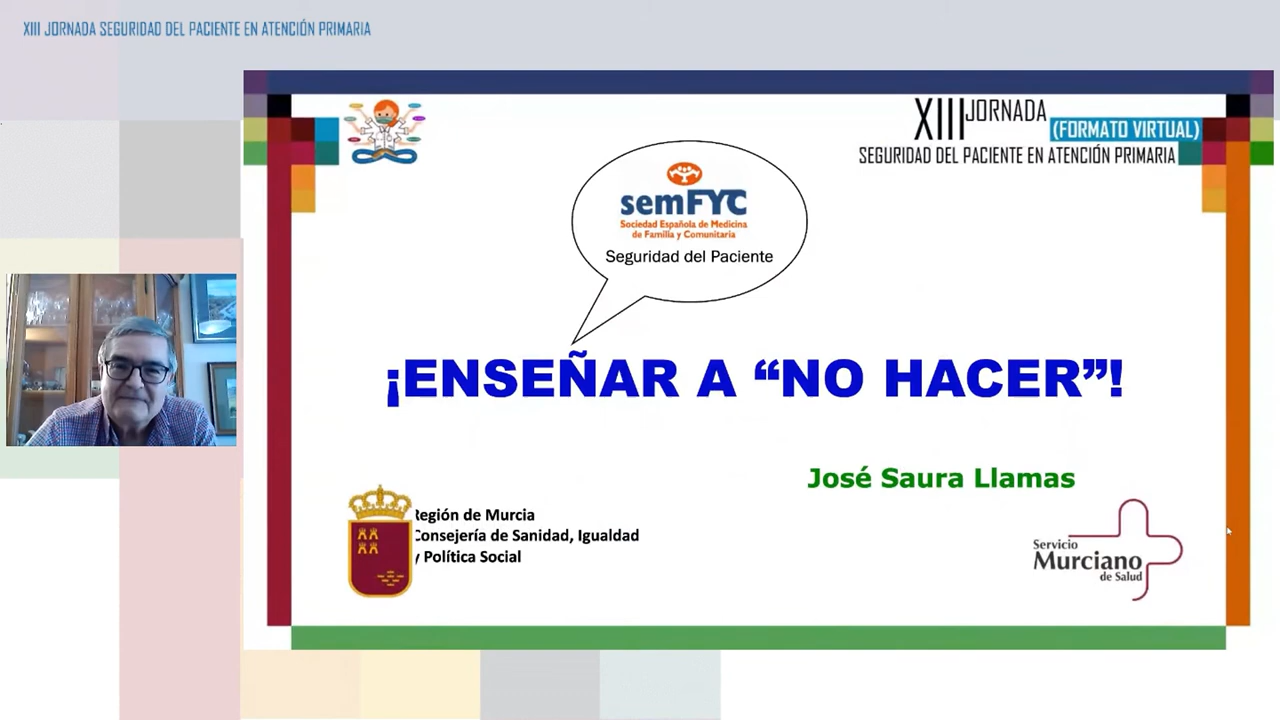 XIII JORNADA SEGURIDAD DEL PACIENTE EN ATENCIÓN PRIMARIA
XIII JORNADA
(FORMATO VIRTUAL)
SEGURIDAD DEL PACIENTE EN ATENCIÓN PRIMARIA
semFYC
Sociedad Española de Medicina
de Familia y Comunitaria
Seguridad del Paciente
¡ENSEÑAR A “NO HACER”!
José Saura Llamas
Región de Murcia
Consejería de Sanidad, Igualdad
y Política Social
Servicio
Murciano
de Salud